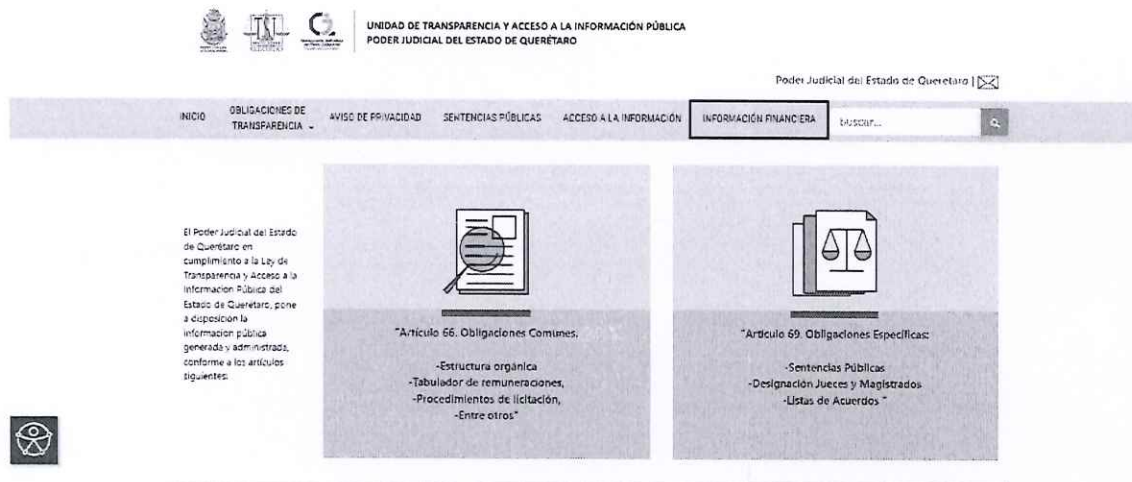 UNIDAD DE TRANSPARENCIA Y ACCESO A LA INFORMACIÓN PÚBLICA
PODER JUDICIAL DEL ESTADO DE QUERÉTARO
Poder Judicial del Estado de Querétaro |
INICIO
OBLIGACIONES DE
TRANSPARENCIA
AVISO DE PRIVACIDAD
SENTENCIAS PÚBLICAS
ACCESO A LA INFORMACIÓN
INFORMACIÓN FINANCIERA
buscar...
El Poder Judicial del Estado
de Querétaro en
cumplimiento a la Ley de
Transparencia y Acceso a la
Información Pública del
Estado de Querétaro, pone
a disposición la
información pública
generada y administrada,
conforme a los artículos
siguientes:
"Artículo 66. Obligaciones Comunes.
-Estructura orgánica
-Tabulador de remuneraciones,
-Procedimientos de licitación,
-Entre otros"
"Artículo 69. Obligaciones Específicas:
-Sentencias Públicas
-Designación Jueces y Magistrados
-Listas de Acuerdos "